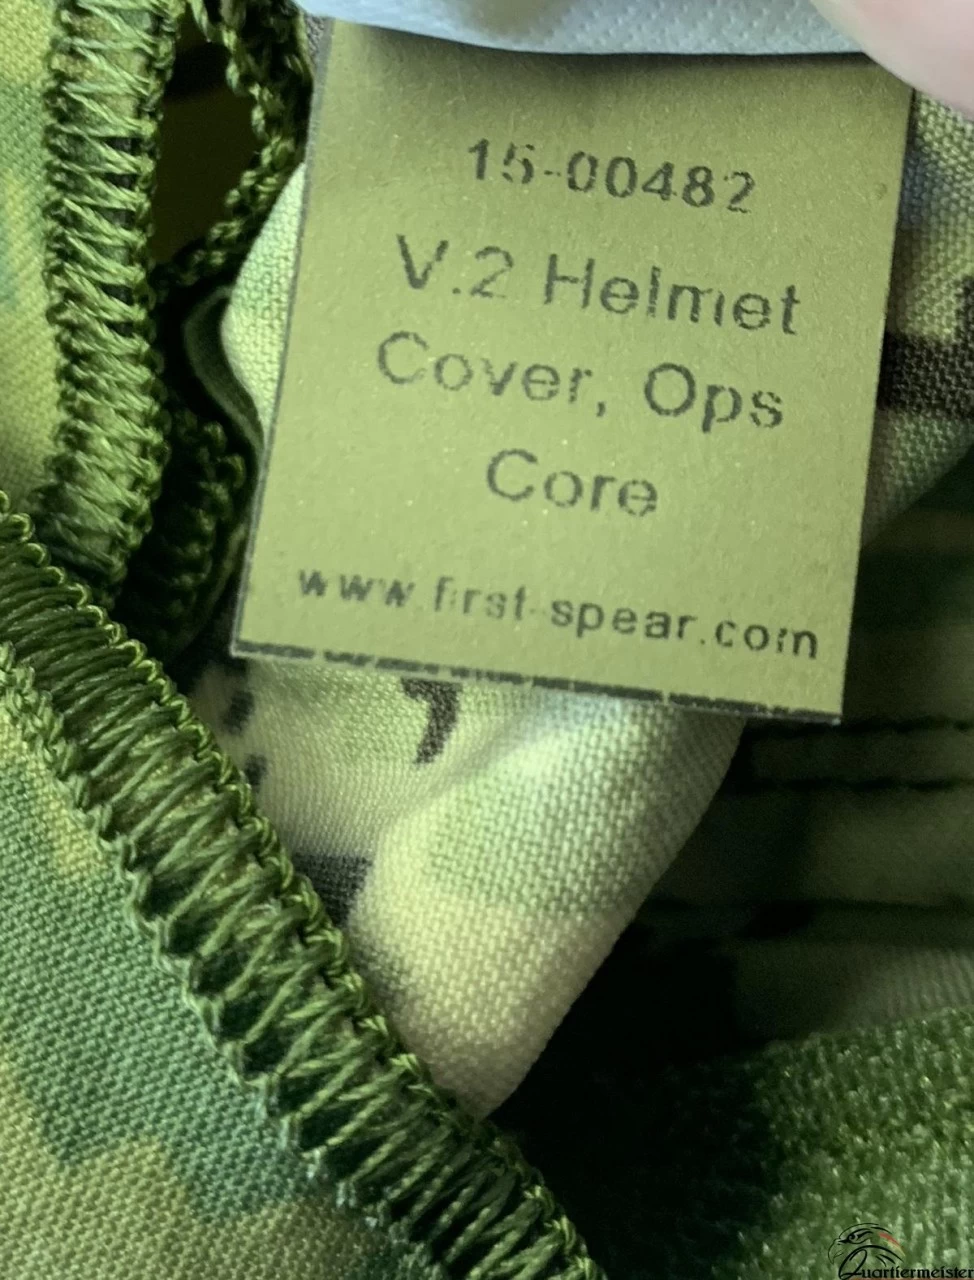 15-00482
V.2 Helmet
Cover, Ops
Core
www.first-spear.com
Quartiermeister